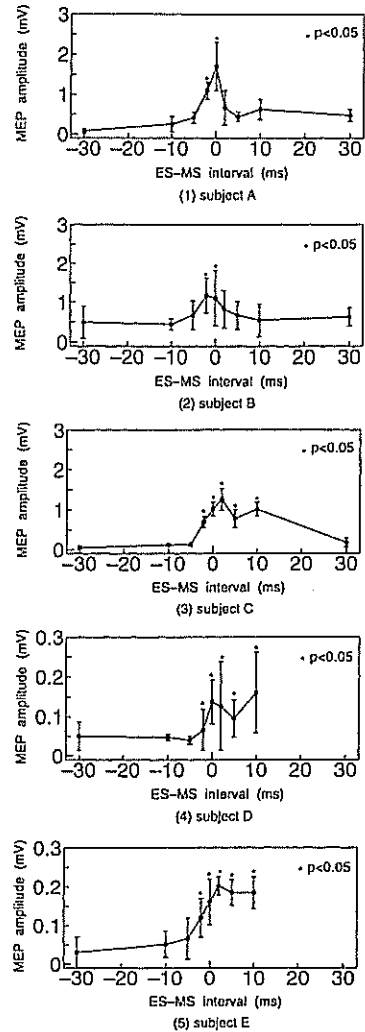 3
• p<0.05
2
1
0
MEP amplitude (mV)
−30 −20 −10 0 10 20 30
ES−MS interval (ms)
(1) subject A
3
• p<0.05
2
1
0
MEP amplitude (mV)
−30 −20 −10 0 10 20 30
ES−MS interval (ms)
(2) subject B
3
• p<0.05
2
1
0
MEP amplitude (mV)
−30 −20 −10 0 10 20 30
ES−MS interval (ms)
(3) subject C
0.3
• p<0.05
0.2
0.1
0
MEP amplitude (mV)
−30 −20 −10 0 10 20 30
ES−MS interval (ms)
(4) subject D
0.3
• p<0.05
0.2
0.1
0
MEP amplitude (mV)
−30 −20 −10 0 10 20 30
ES−MS interval (ms)
(5) subject E